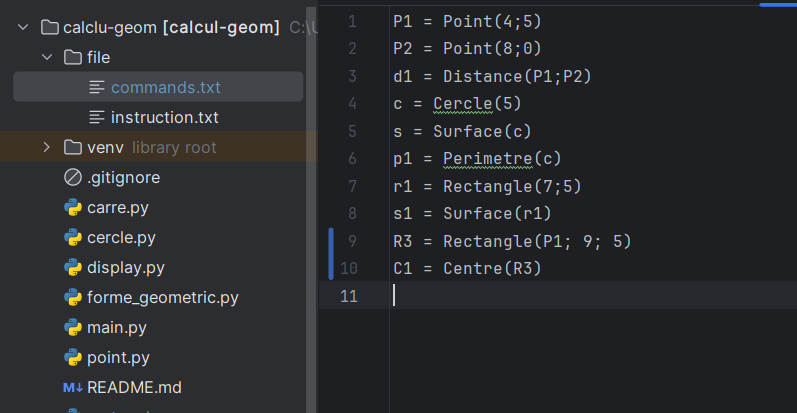 calclu-geom [calcul-geom] C:\U
file
commands.txt
instruction.txt
venv library root
.gitignore
carre.py
cercle.py
display.py
forme_geometric.py
main.py
point.py
M↓ README.md
1 P1 = Point(4;5)
2 P2 = Point(8;0)
3 d1 = Distance(P1;P2)
4 c = Cercle(5)
5 s = Surface(c)
6 p1 = Perimetre(c)
7 r1 = Rectangle(7;5)
8 s1 = Surface(r1)
9 R3 = Rectangle(P1; 9; 5)
10 C1 = Centre(R3)
11